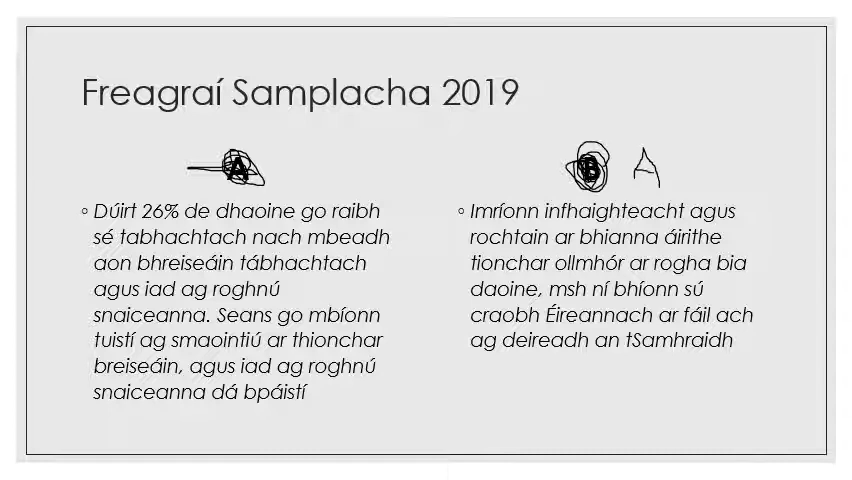 Freagraí Samplacha 2019
A
◦ Dúirt 26% de dhaoine go raibh
sé tabhachtach nach mbeadh
aon bhreiseáin tábhachtach
agus iad ag roghnú
snaiceanna. Seans go mbíonn
tuistí ag smaointiú ar thionchar
breiseáin, agus iad ag roghnú
snaiceanna dá bpáistí
B A
◦ Imríonn infhaighteacht agus
rochtain ar bhianna áirithe
tionchar ollmhór ar rogha bia
daoine, msh ní bhíonn sú
craobh Éireannach ar fáil ach
ag deireadh an tSamhraidh